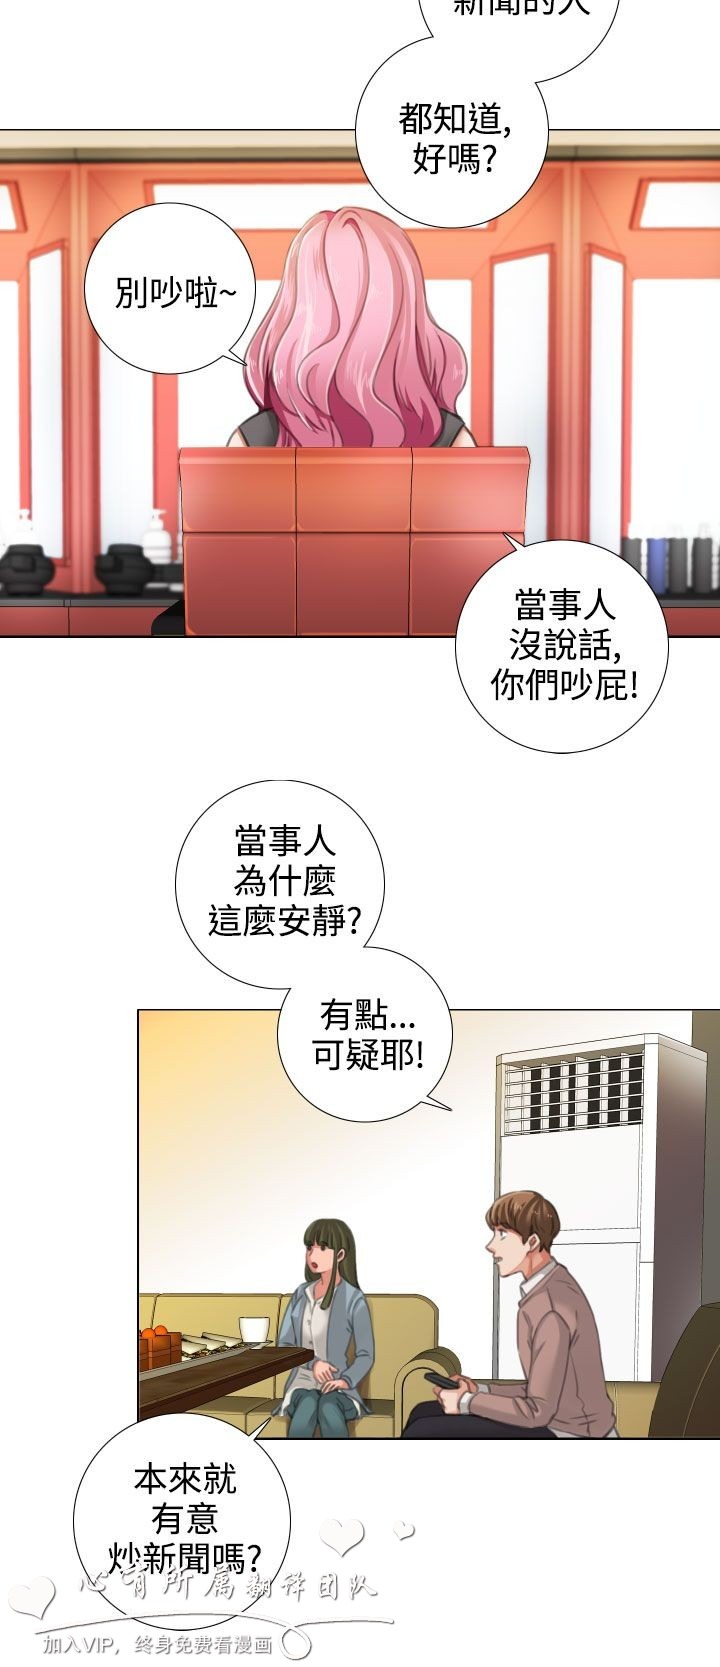 新聞的人
都知道,
好嗎?
別吵啦~
當事人
沒說話,
你們吵屁!
當事人
為什麼
這麼安靜?
有點...
可疑耶!
本來就
有意
炒新聞嗎?
心有所属翻译团队
加入VIP，终身免费看漫画